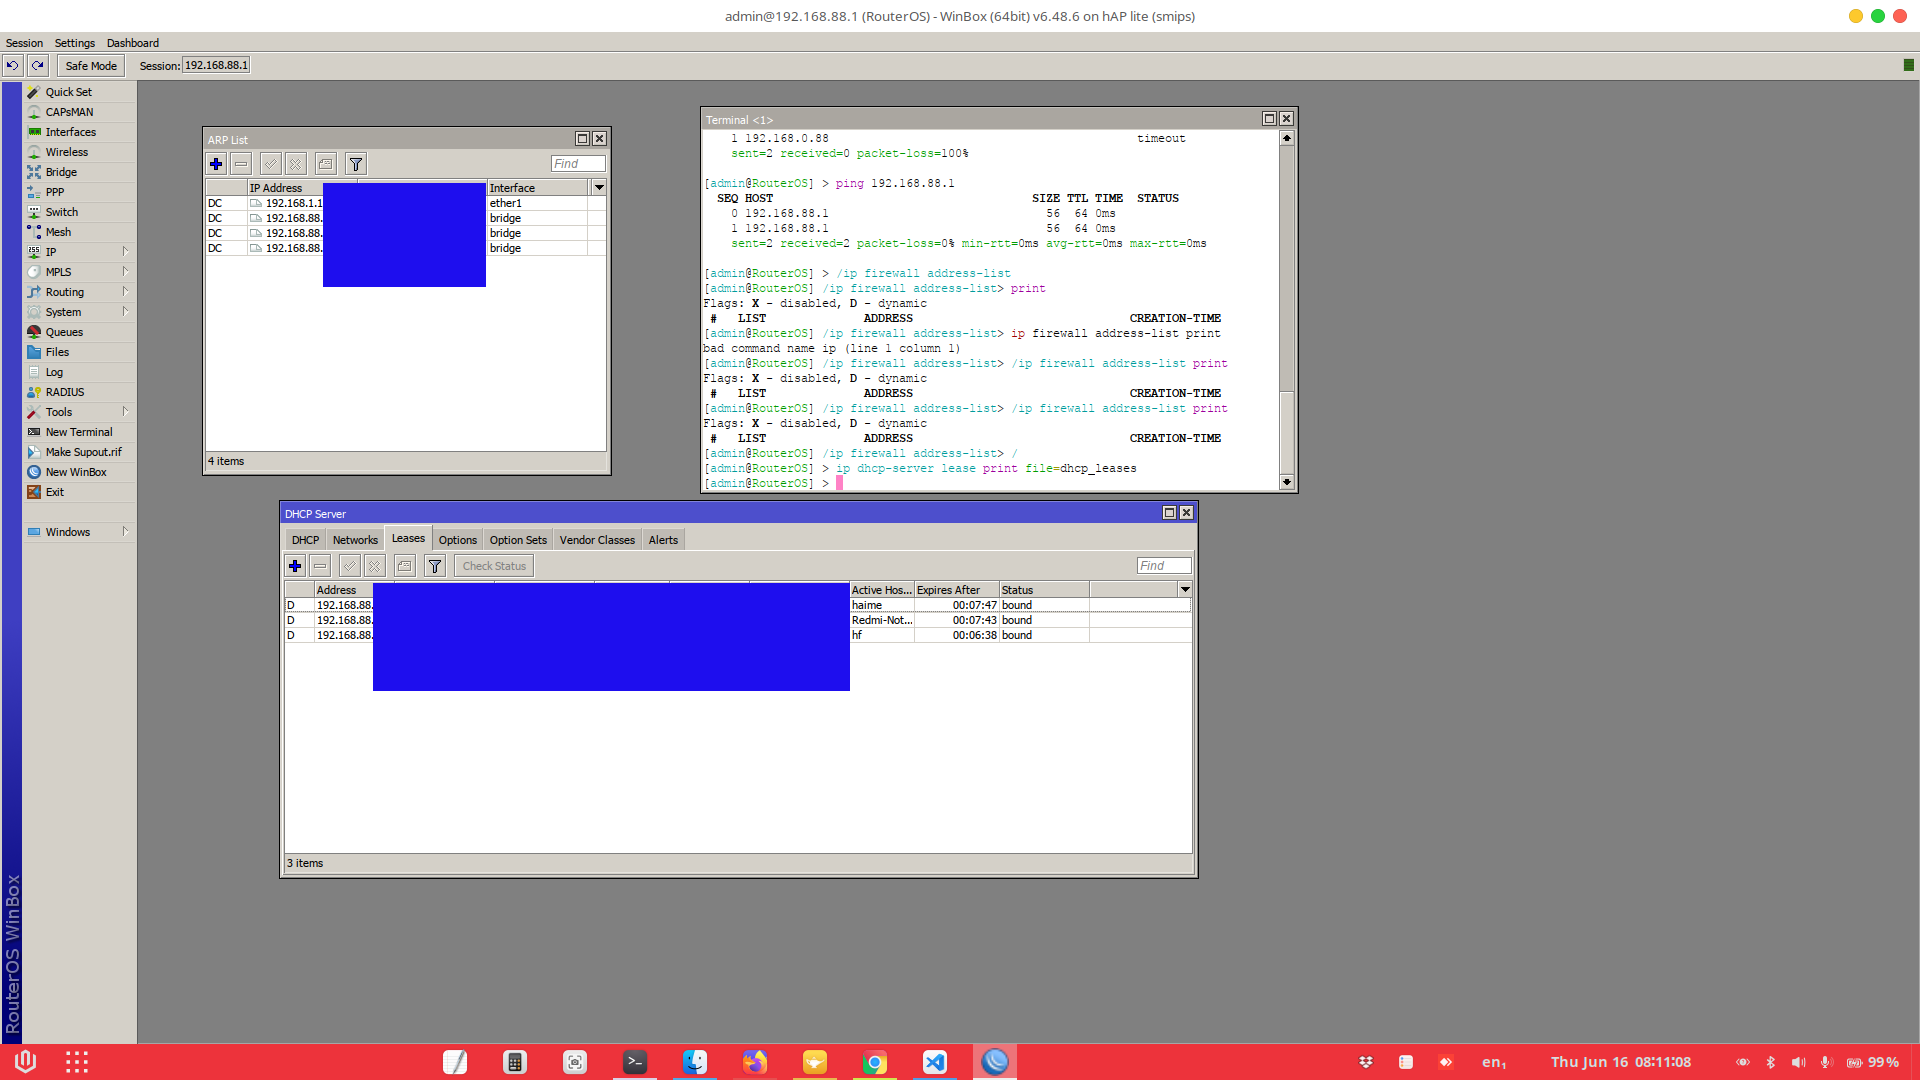 admin@192.168.88.1 (RouterOS) - WinBox (64bit) v6.48.6 on hAP lite (smips)
Session Settings Dashboard
Safe Mode Session: 192.168.88.1
Quick Set
CAPsMAN
Interfaces
Wireless
Bridge
PPP
Switch
Mesh
IP
MPLS
Routing
System
Queues
Files
Log
RADIUS
Tools
New Terminal
Make Supout.rif
New WinBox
Exit
Windows
RouterOS WinBox
ARP List
Find
IP Address Interface
DC 192.168.1.1 ether1
DC 192.168.88. bridge
DC 192.168.88. bridge
DC 192.168.88. bridge
4 items
Terminal <1>
1 192.168.0.88 timeout
sent=2 received=0 packet-loss=100%
[admin@RouterOS] > ping 192.168.88.1
SEQ HOST SIZE TTL TIME STATUS
0 192.168.88.1 56 64 0ms
1 192.168.88.1 56 64 0ms
sent=2 received=2 packet-loss=0% min-rtt=0ms avg-rtt=0ms max-rtt=0ms
[admin@RouterOS] > /ip firewall address-list
[admin@RouterOS] /ip firewall address-list> print
Flags: X - disabled, D - dynamic
# LIST ADDRESS CREATION-TIME
[admin@RouterOS] /ip firewall address-list> ip firewall address-list print
bad command name ip (line 1 column 1)
[admin@RouterOS] /ip firewall address-list> /ip firewall address-list print
Flags: X - disabled, D - dynamic
# LIST ADDRESS CREATION-TIME
[admin@RouterOS] /ip firewall address-list> /ip firewall address-list print
Flags: X - disabled, D - dynamic
# LIST ADDRESS CREATION-TIME
[admin@RouterOS] /ip firewall address-list> /
[admin@RouterOS] > ip dhcp-server lease print file=dhcp_leases
[admin@RouterOS] >
DHCP Server
DHCP Networks Leases Options Option Sets Vendor Classes Alerts
Check Status Find
Address Active Hos... Expires After Status
D 192.168.88. haime 00:07:47 bound
D 192.168.88. Redmi-Not... 00:07:43 bound
D 192.168.88. hf 00:06:38 bound
3 items
en₁ Thu Jun 16 08:11:08 99%